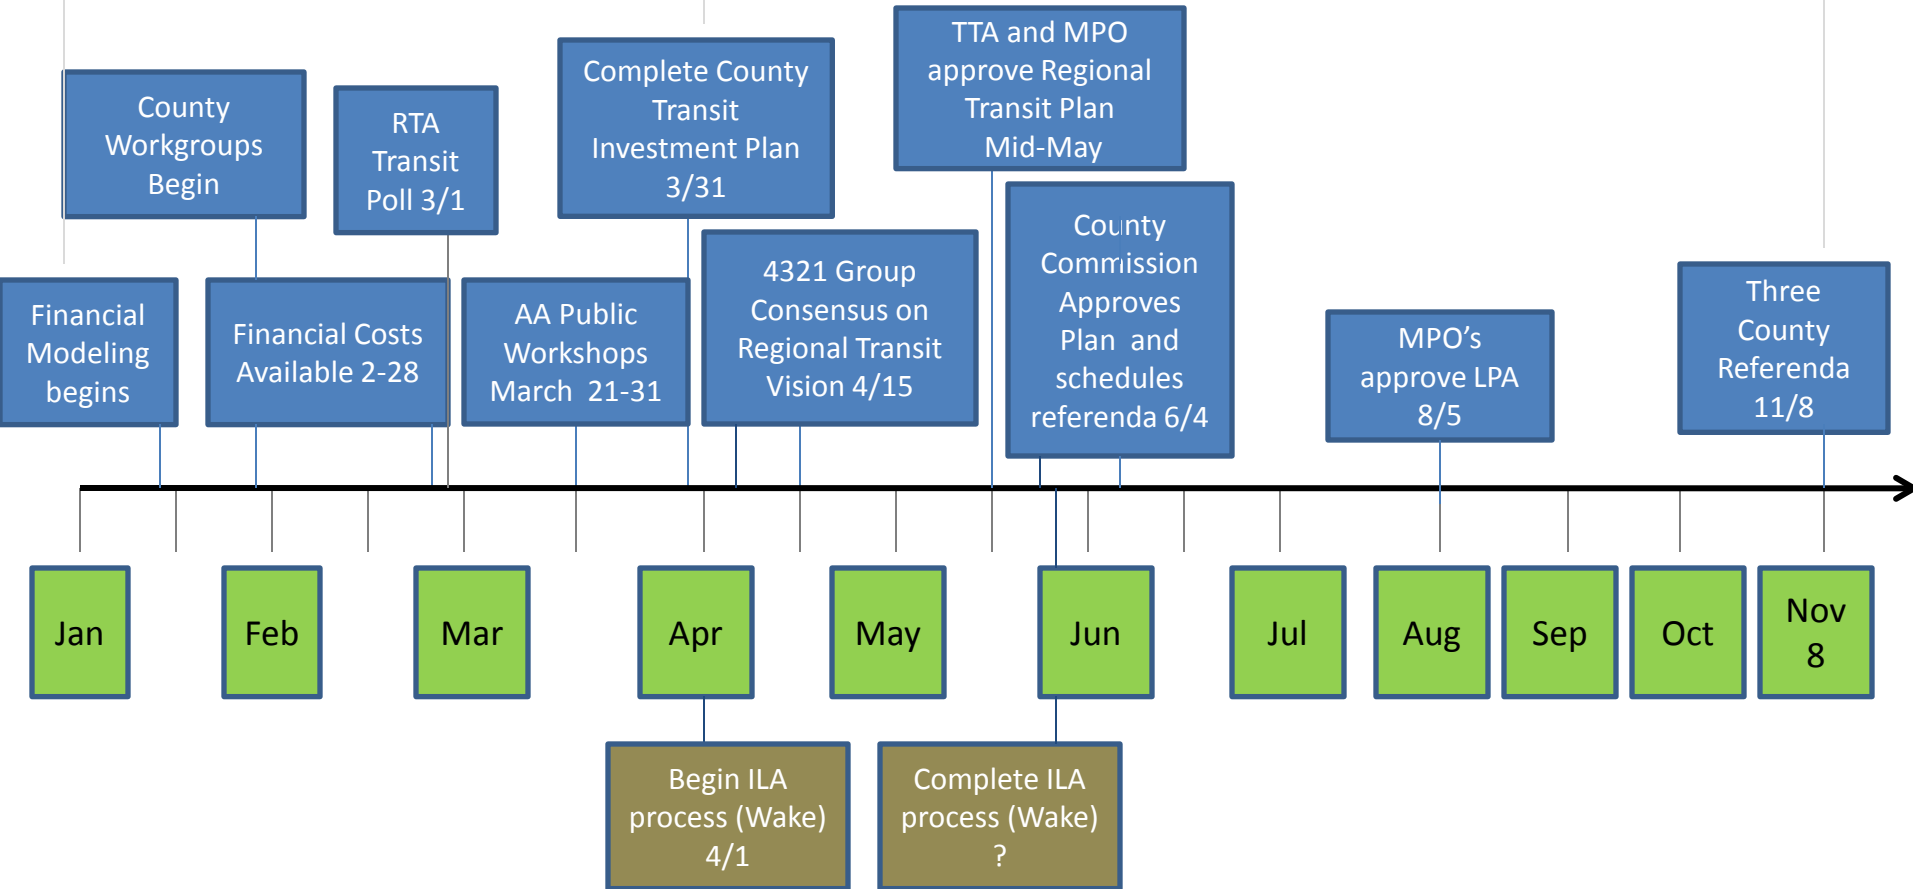 TTA and MPO
approve Regional
Transit Plan
Mid-May
Complete County
Transit
Investment Plan
3/31
County
Workgroups
Begin
RTA
Transit
Poll 3/1
County
Commission
Approves
Plan and
schedules
referenda 6/4
4321 Group
Consensus on
Regional Transit
Vision 4/15
Three
County
Referenda
11/8
Financial
Modeling
begins
Financial Costs
Available 2-28
AA Public
Workshops
March 21-31
MPO’s
approve LPA
8/5
Jan
Feb
Mar
Apr
May
Jun
Jul
Aug
Sep
Oct
Nov
8
Begin ILA
process (Wake)
4/1
Complete ILA
process (Wake)
?